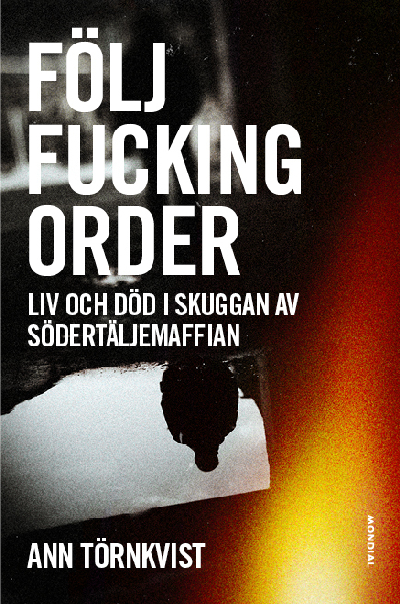 FÖLJ
FUCKING
ORDER
LIV OCH DÖD I SKUGGAN AV
SÖDERTÄLJEMAFFIAN
MONDIAL
ANN TÖRNKVIST